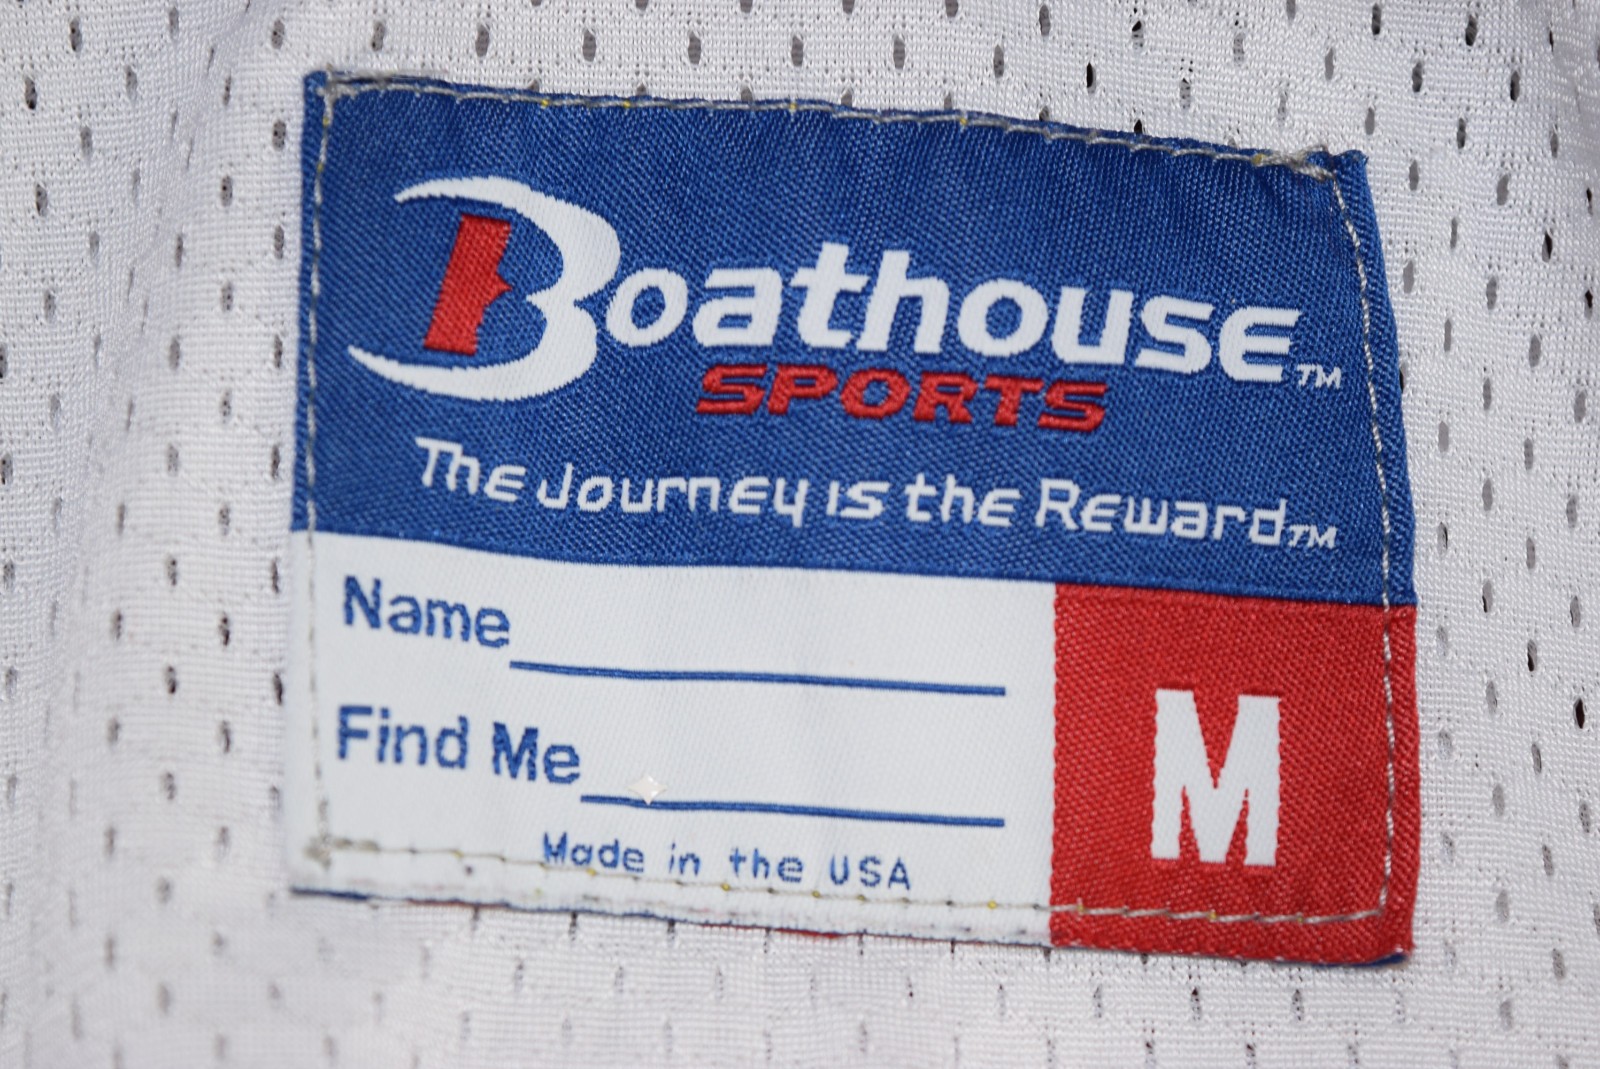 Boathouse™
SPORTS
The Journey is the Reward™
Name
Find Me
Made in the USA
M